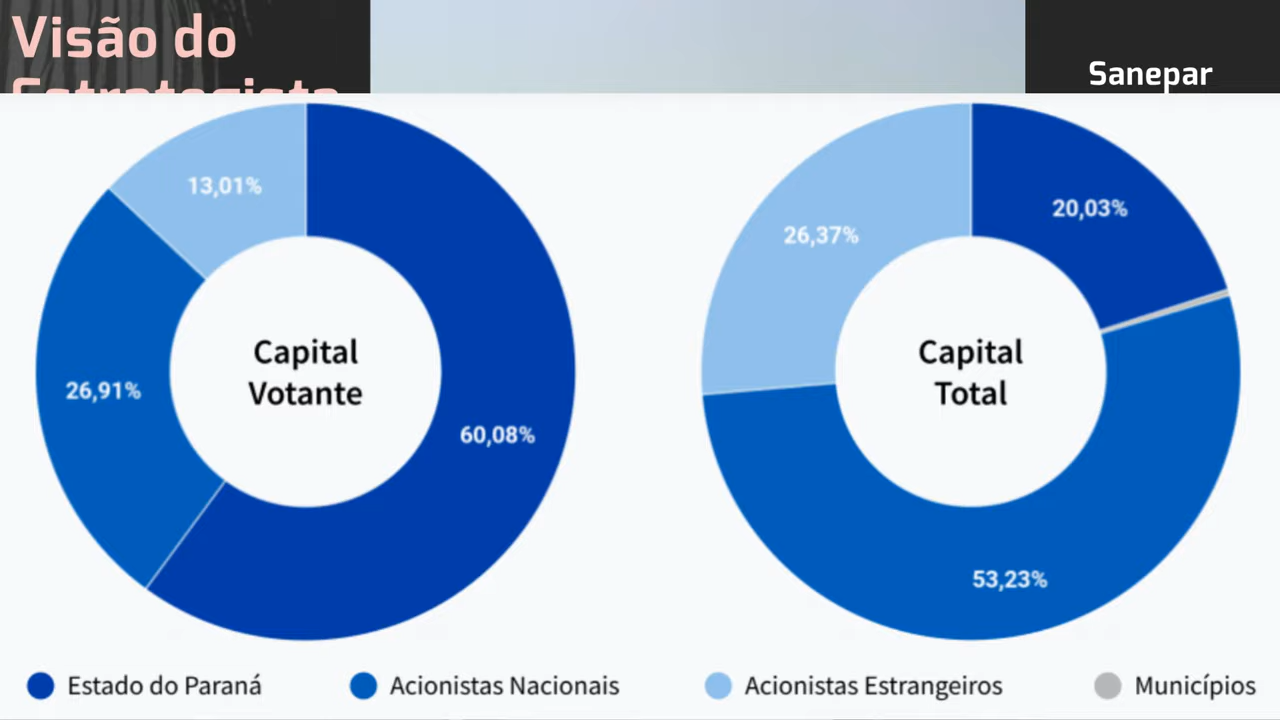 Visão do
Estrategista
Sanepar
13,01%
26,91%
60,08%
Capital
Votante
20,03%
26,37%
53,23%
Capital
Total
Estado do Paraná
Acionistas Nacionais
Acionistas Estrangeiros
Municípios